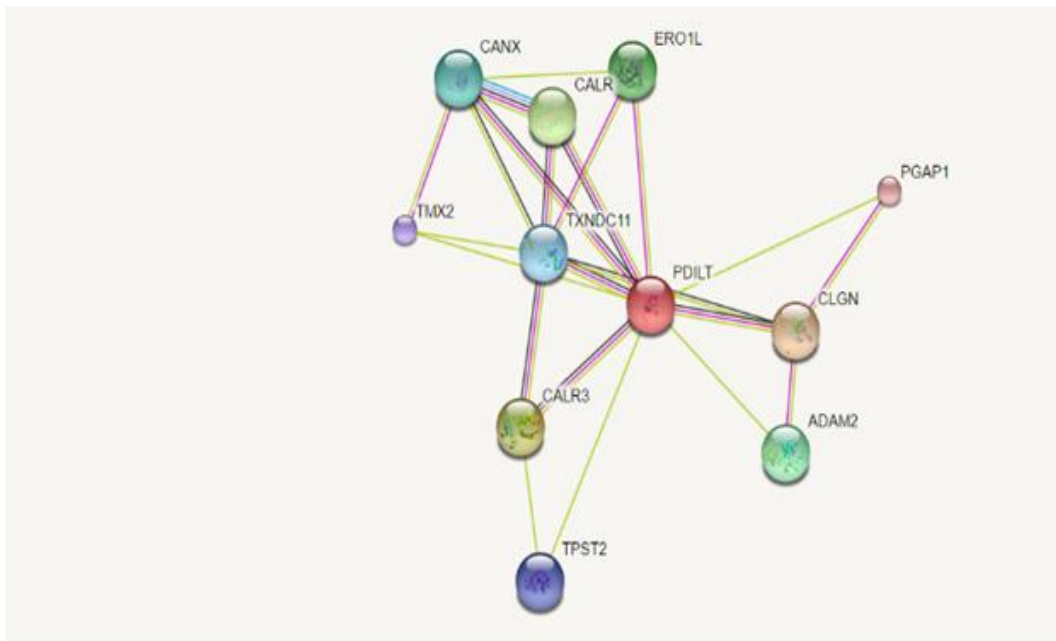 ERO1L
CANX
CALR
PGAP1
TMX2
TXNDC11
PDILT
CLGN
CALR3
ADAM2
TPST2